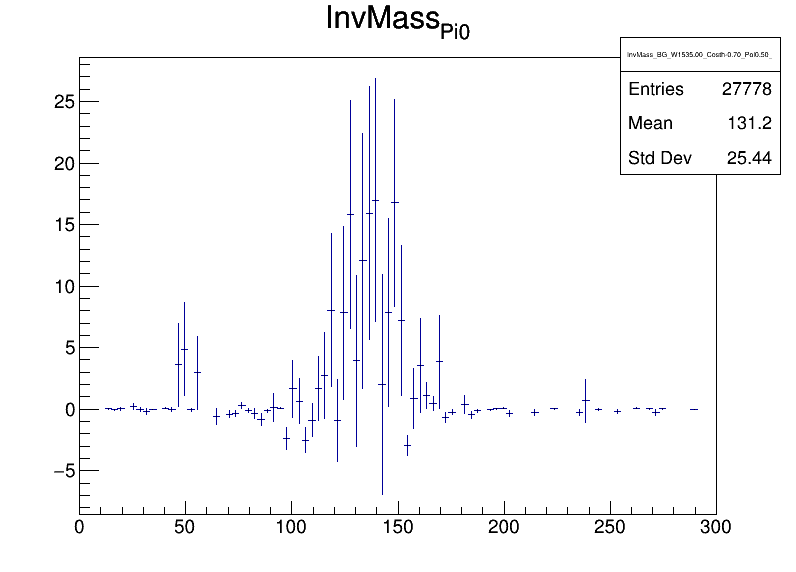 InvMassPi0
InvMass_BG_W1535.00_Costh-0.70_Pol0.50_
Entries 27778
Mean 131.2
Std Dev 25.44
25
20
15
10
5
0
−5
0 50 100 150 200 250 300